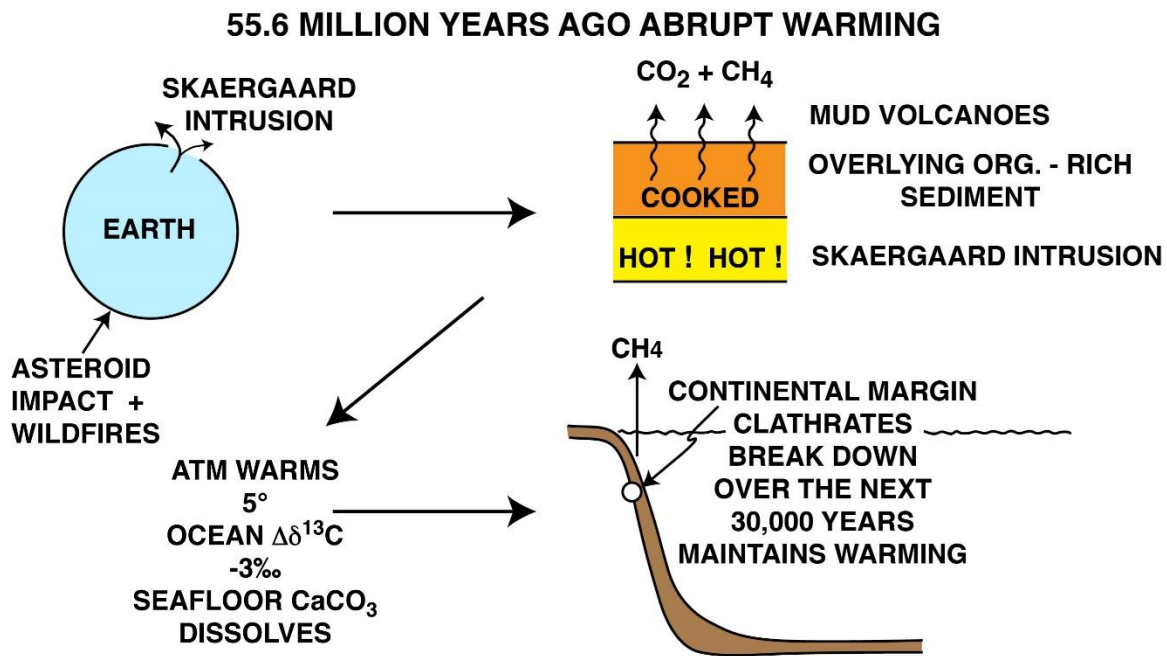 55.6 MILLION YEARS AGO ABRUPT WARMING
SKAERGAARD
INTRUSION
EARTH
ASTEROID
IMPACT +
WILDFIRES
CO₂ + CH₄
MUD VOLCANOES
OVERLYING ORG. - RICH
SEDIMENT
COOKED
HOT ! HOT !
SKAERGAARD INTRUSION
ATM WARMS
5°
OCEAN Δδ¹³C
-3‰
SEAFLOOR CaCO₃
DISSOLVES
CH4
CONTINENTAL MARGIN
CLATHRATES
BREAK DOWN
OVER THE NEXT
30,000 YEARS
MAINTAINS WARMING